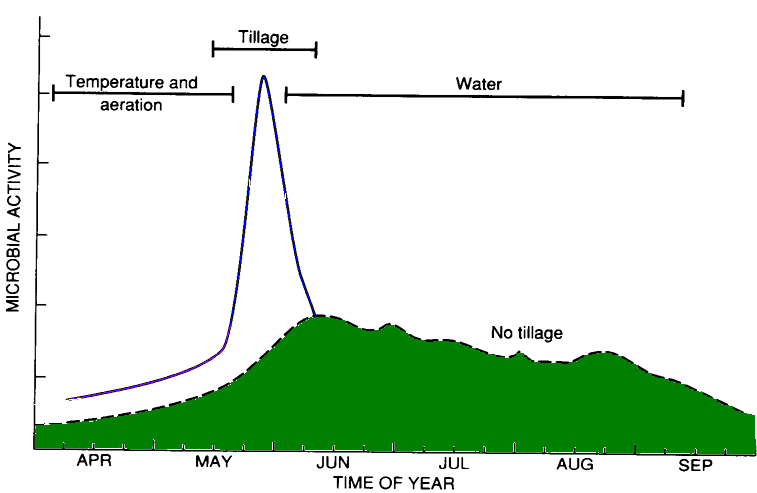 Tillage
Temperature and
aeration
Water
MICROBIAL ACTIVITY
No tillage
APR MAY JUN JUL AUG SEP
TIME OF YEAR